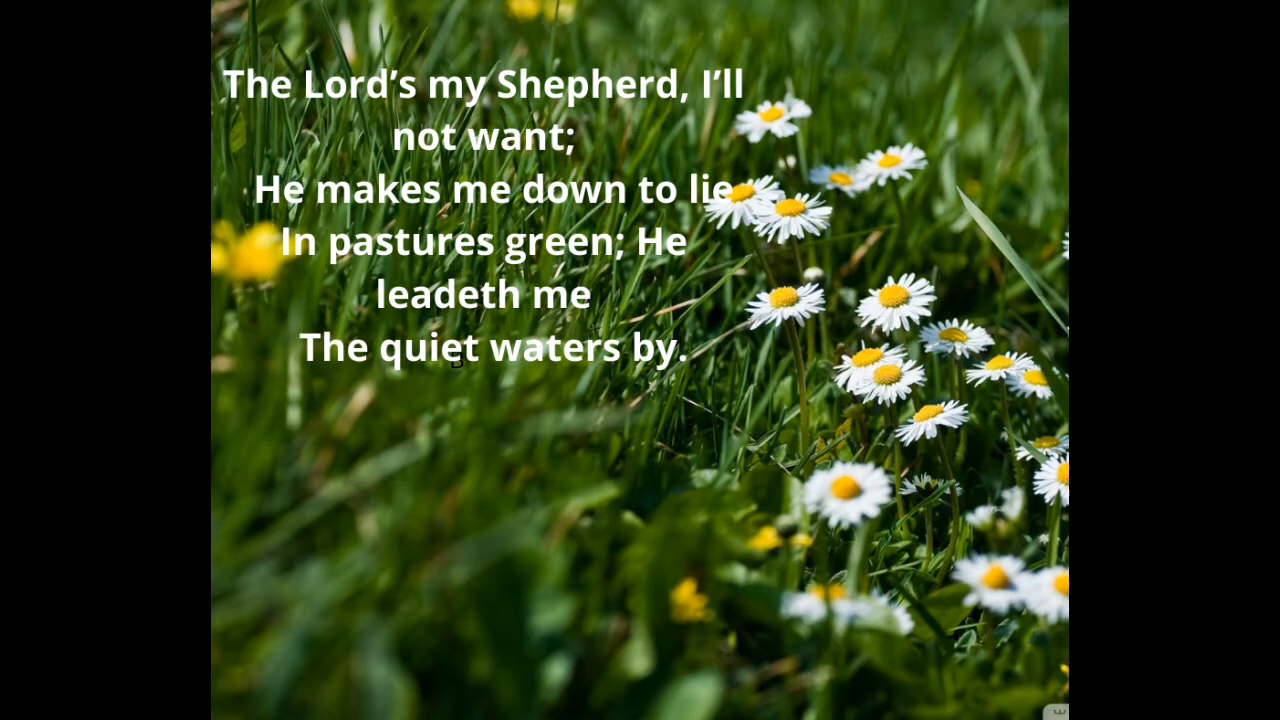 The Lord’s my Shepherd, I’ll
not want;
He makes me down to lie
In pastures green; He
leadeth me
The quiet waters by.